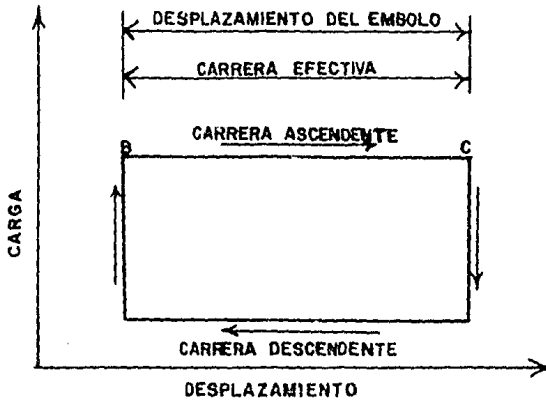 DESPLAZAMIENTO DEL EMBOLO
CARRERA EFECTIVA
CARRERA ASCENDENTE
B
C
CARGA
CARRERA DESCENDENTE
DESPLAZAMIENTO